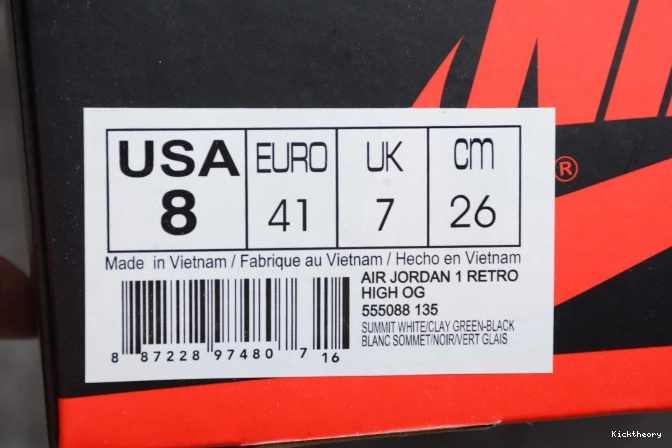 NIK
®
USA EURO UK cm
8 41 7 26
Made in Vietnam / Fabrique au Vietnam / Hecho en Vietnam
AIR JORDAN 1 RETRO
HIGH OG
555088 135
SUMMIT WHITE/CLAY GREEN-BLACK
BLANC SOMMET/NOIR/VERT GLAIS
8 87228 97480 7 16
Kicktheory